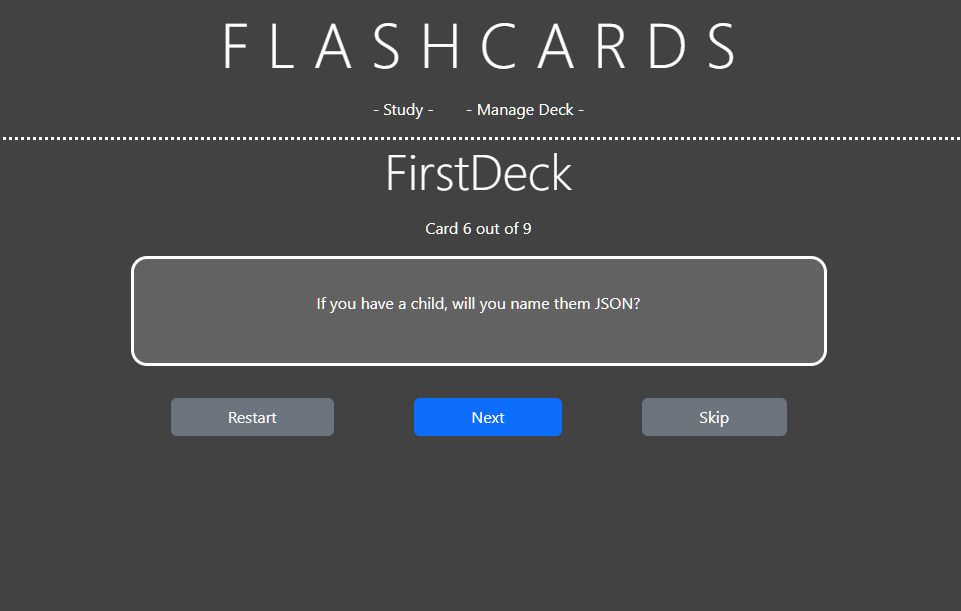 FLASHCARDS
- Study - - Manage Deck -
FirstDeck
Card 6 out of 9
If you have a child, will you name them JSON?
Restart Next Skip